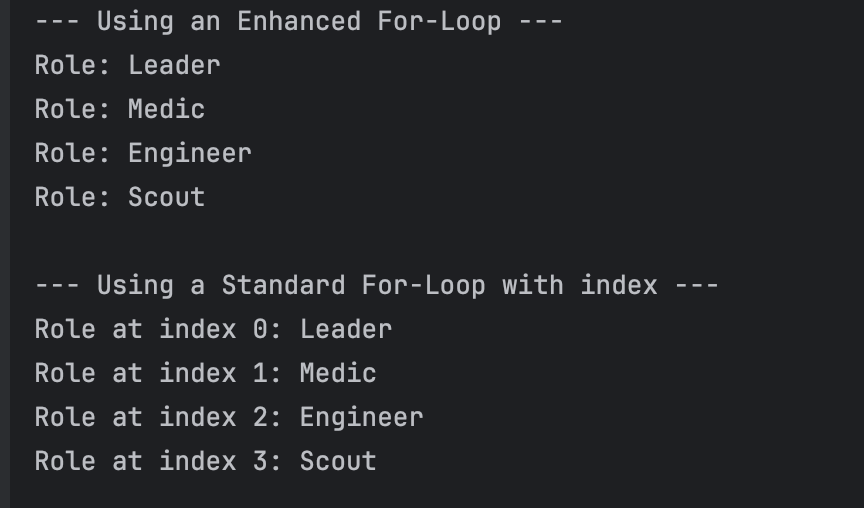 --- Using an Enhanced For-Loop ---
Role: Leader
Role: Medic
Role: Engineer
Role: Scout
--- Using a Standard For-Loop with index ---
Role at index 0: Leader
Role at index 1: Medic
Role at index 2: Engineer
Role at index 3: Scout